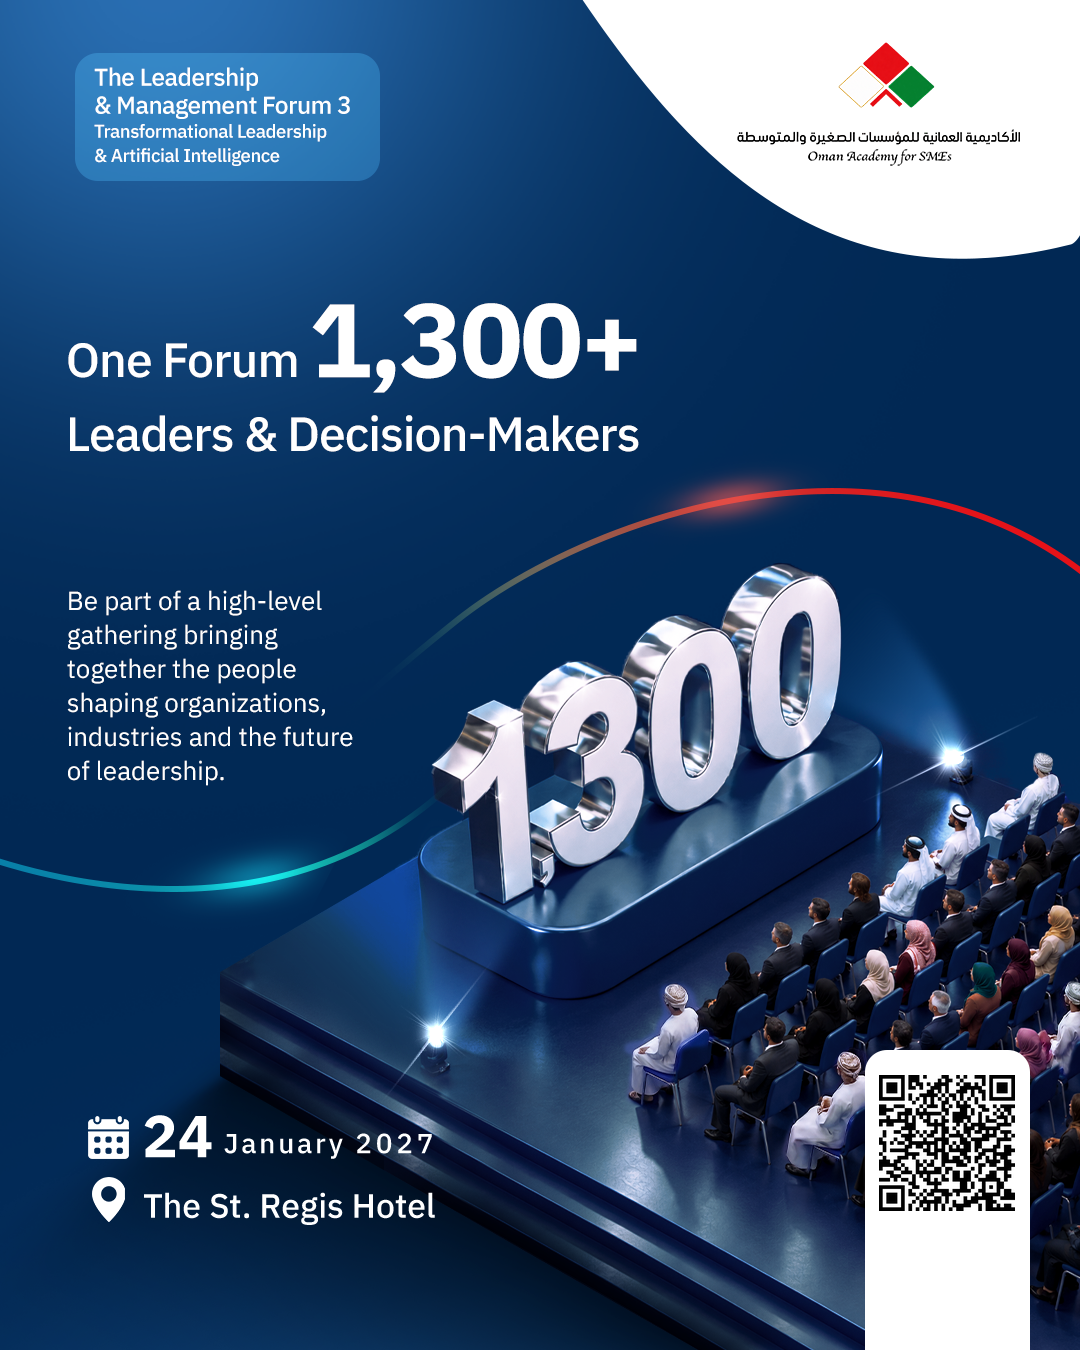 The Leadership
& Management Forum 3
Transformational Leadership
& Artificial Intelligence
الأكاديمية العمانية للمؤسسات الصغيرة والمتوسطة
Oman Academy for SMEs
One Forum 1,300+
Leaders & Decision-Makers
Be part of a high-level
gathering bringing
together the people
shaping organizations,
industries and the future
of leadership.
1,300
24 January 2027
The St. Regis Hotel